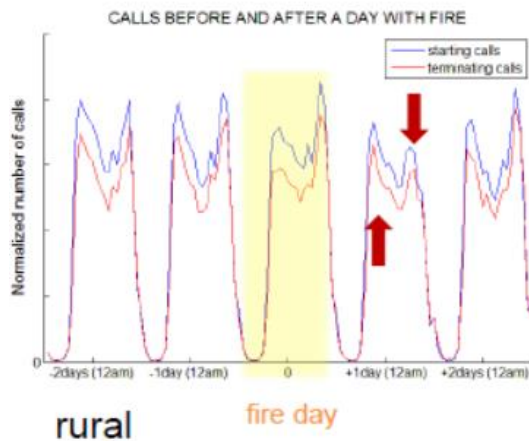 CALLS BEFORE AND AFTER A DAY WITH FIRE
starting calls
terminating calls
Normalized number of calls
0
-2days (12am) -1day (12am) 0 +1day (12am) +2days (12am)
rural fire day